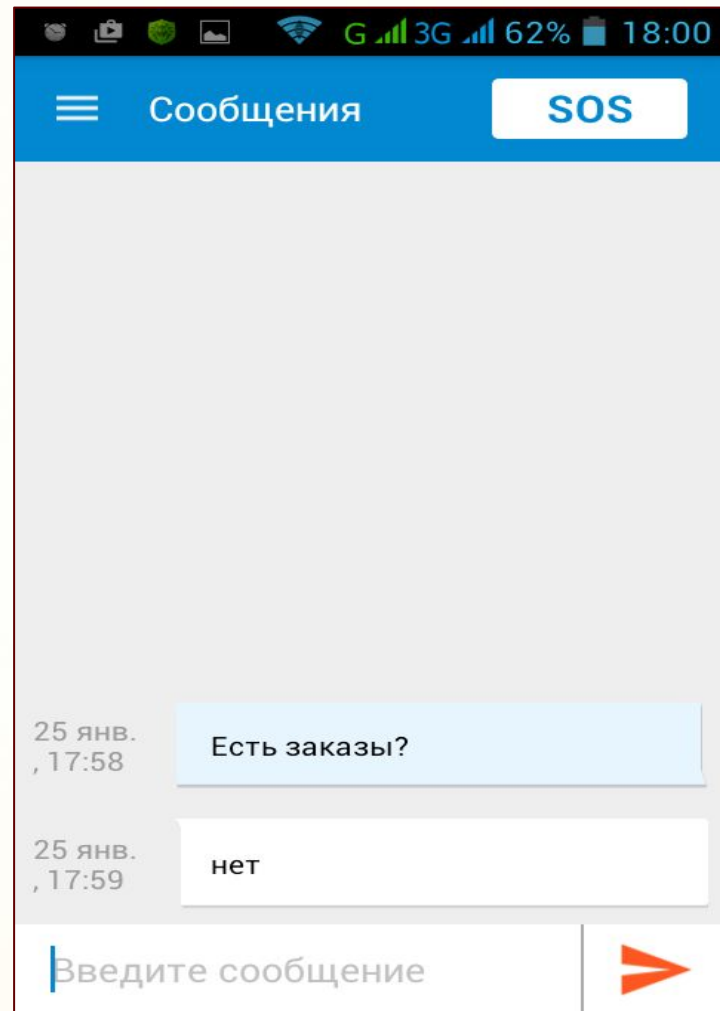 G 3G 62% 18:00
Сообщения SOS
25 янв.
, 17:58
Есть заказы?
25 янв.
, 17:59
нет
Введите сообщение